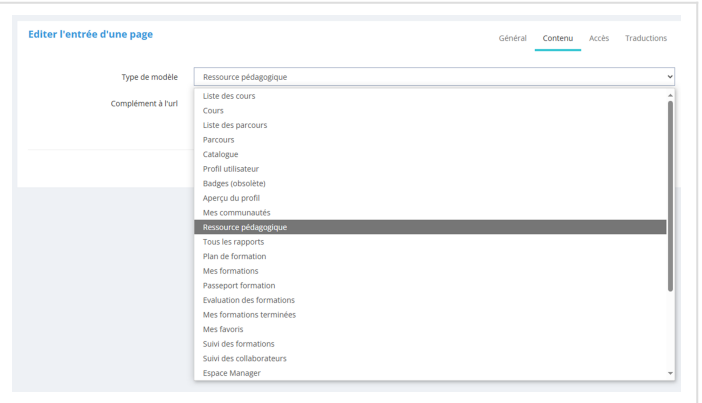 Editer l'entrée d'une page
Général Contenu Accès Traductions
Type de modèle Ressource pédagogique
Complément à l'url
Liste des cours
Cours
Liste des parcours
Parcours
Catalogue
Profil utilisateur
Badges (obsolète)
Aperçu du profil
Mes communautés
Ressource pédagogique
Tous les rapports
Plan de formation
Mes formations
Passeport formation
Evaluation des formations
Mes formations terminées
Mes favoris
Suivi des formations
Suivi des collaborateurs
Espace Manager